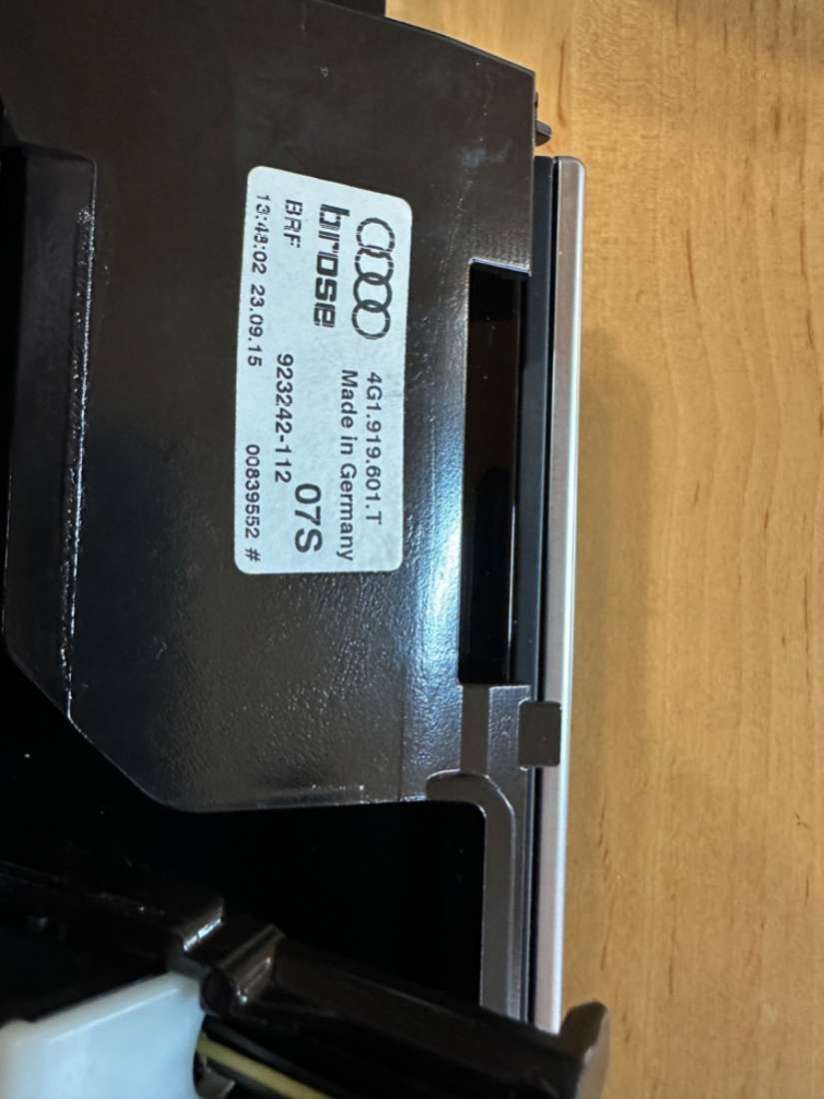 4G1.919.601.T
brose Made in Germany
BRF 923242-112 07S
13:48:02 23.09.15 00839552 #